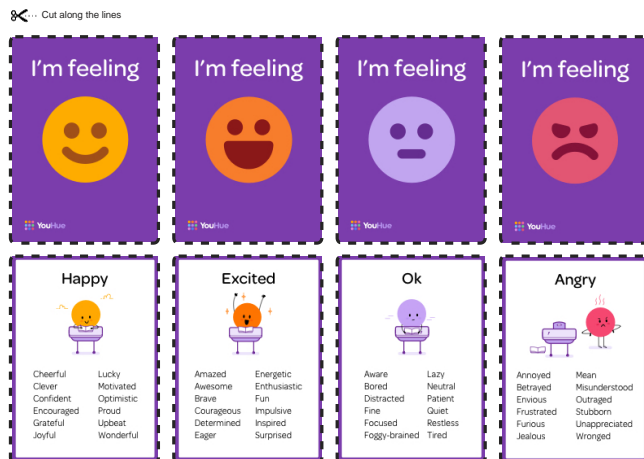 Cut along the lines
I'm feeling
I'm feeling
I'm feeling
I'm feeling
YouHue
YouHue
YouHue
YouHue
Happy
Cheerful Lucky
Clever Motivated
Confident Optimistic
Encouraged Proud
Grateful Upbeat
Joyful Wonderful
Excited
Amazed Energetic
Awesome Enthusiastic
Brave Fun
Courageous Impulsive
Determined Inspired
Eager Surprised
Ok
Aware Lazy
Bored Neutral
Distracted Patient
Fine Quiet
Focused Restless
Foggy-brained Tired
Angry
Annoyed Mean
Betrayed Misunderstood
Envious Outraged
Frustrated Stubborn
Furious Unappreciated
Jealous Wronged